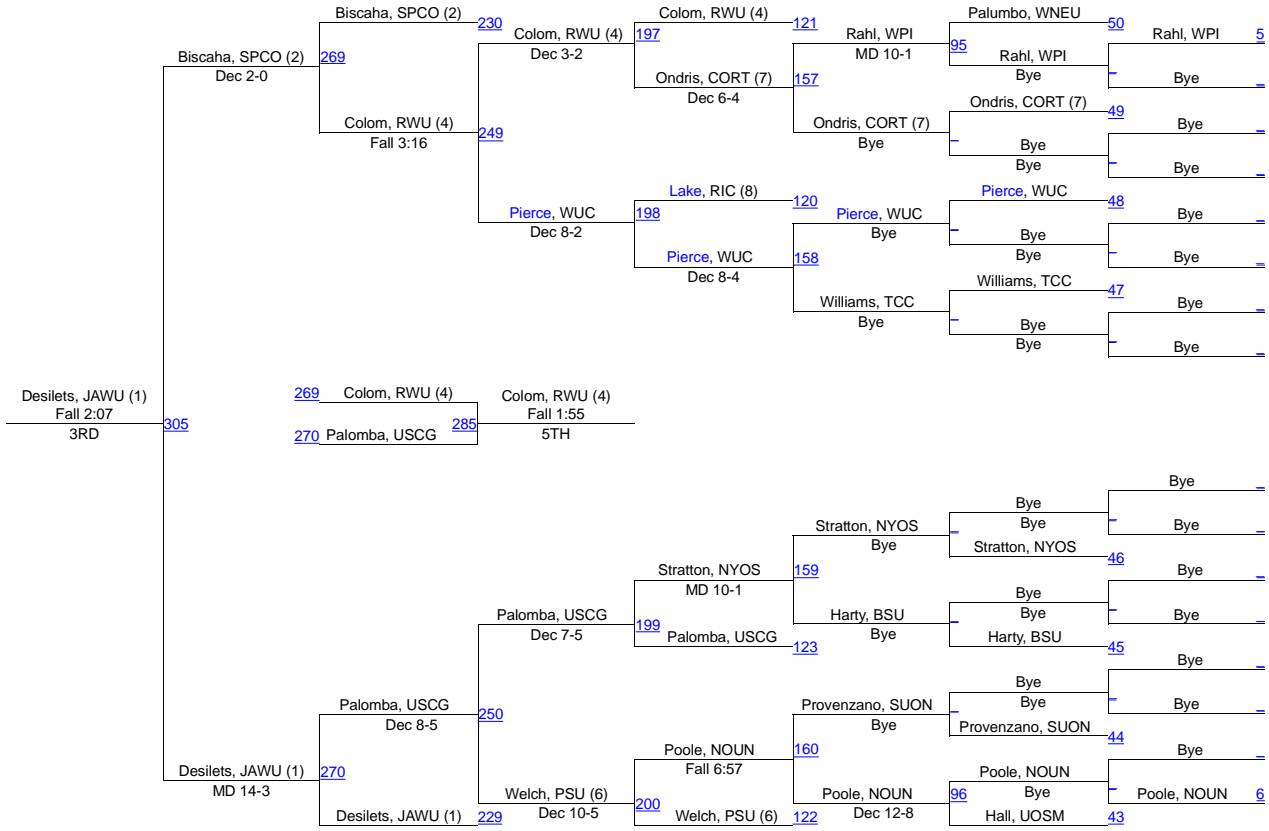 Biscaha, SPCO (2) Colom, RWU (4) Palumbo, WNEU
230 121 50
Colom, RWU (4) 197 Rahl, WPI Rahl, WPI 5
Biscaha, SPCO (2) 269 Dec 3-2 MD 10-1 95 Rahl, WPI
Dec 2-0 Ondris, CORT (7) 157 Bye _ Bye _
Dec 6-4 Ondris, CORT (7)
Colom, RWU (4) 249 Ondris, CORT (7) 49 Bye _
Fall 3:16 Bye _ Bye
Bye _ Bye _
Lake, RIC (8) Pierce, WUC
Pierce, WUC 198 120 Pierce, WUC 48 Bye _
Dec 8-2 Bye _ Bye
Pierce, WUC 158 Bye _ Bye _
Dec 8-4 Williams, TCC
Williams, TCC 47 Bye _
Bye _ Bye
Bye _ Bye _
Desilets, JAWU (1) 269 Colom, RWU (4) Colom, RWU (4)
Fall 2:07 Fall 1:55
305 285
3RD 270 Palomba, USCG 5TH
Bye _
Bye
Stratton, NYOS _ Bye _ Bye _
Bye Stratton, NYOS
46
Stratton, NYOS 159 Bye _
MD 10-1 Bye
Palomba, USCG Harty, BSU _ Bye _ Bye _
Dec 7-5 199 Palomba, USCG Bye Harty, BSU
123 45
Bye _
Bye
Palomba, USCG 250 Provenzano, SUON _ Bye _ Bye _
Dec 8-5 Bye Provenzano, SUON
44
Poole, NOUN 160 Bye _
Desilets, JAWU (1) 270 Fall 6:57 Poole, NOUN
MD 14-3 Welch, PSU (6) Poole, NOUN 96 Bye _ Poole, NOUN 6
Dec 10-5 200 Dec 12-8
Desilets, JAWU (1) 229 Welch, PSU (6) 122 Hall, UOSM 43